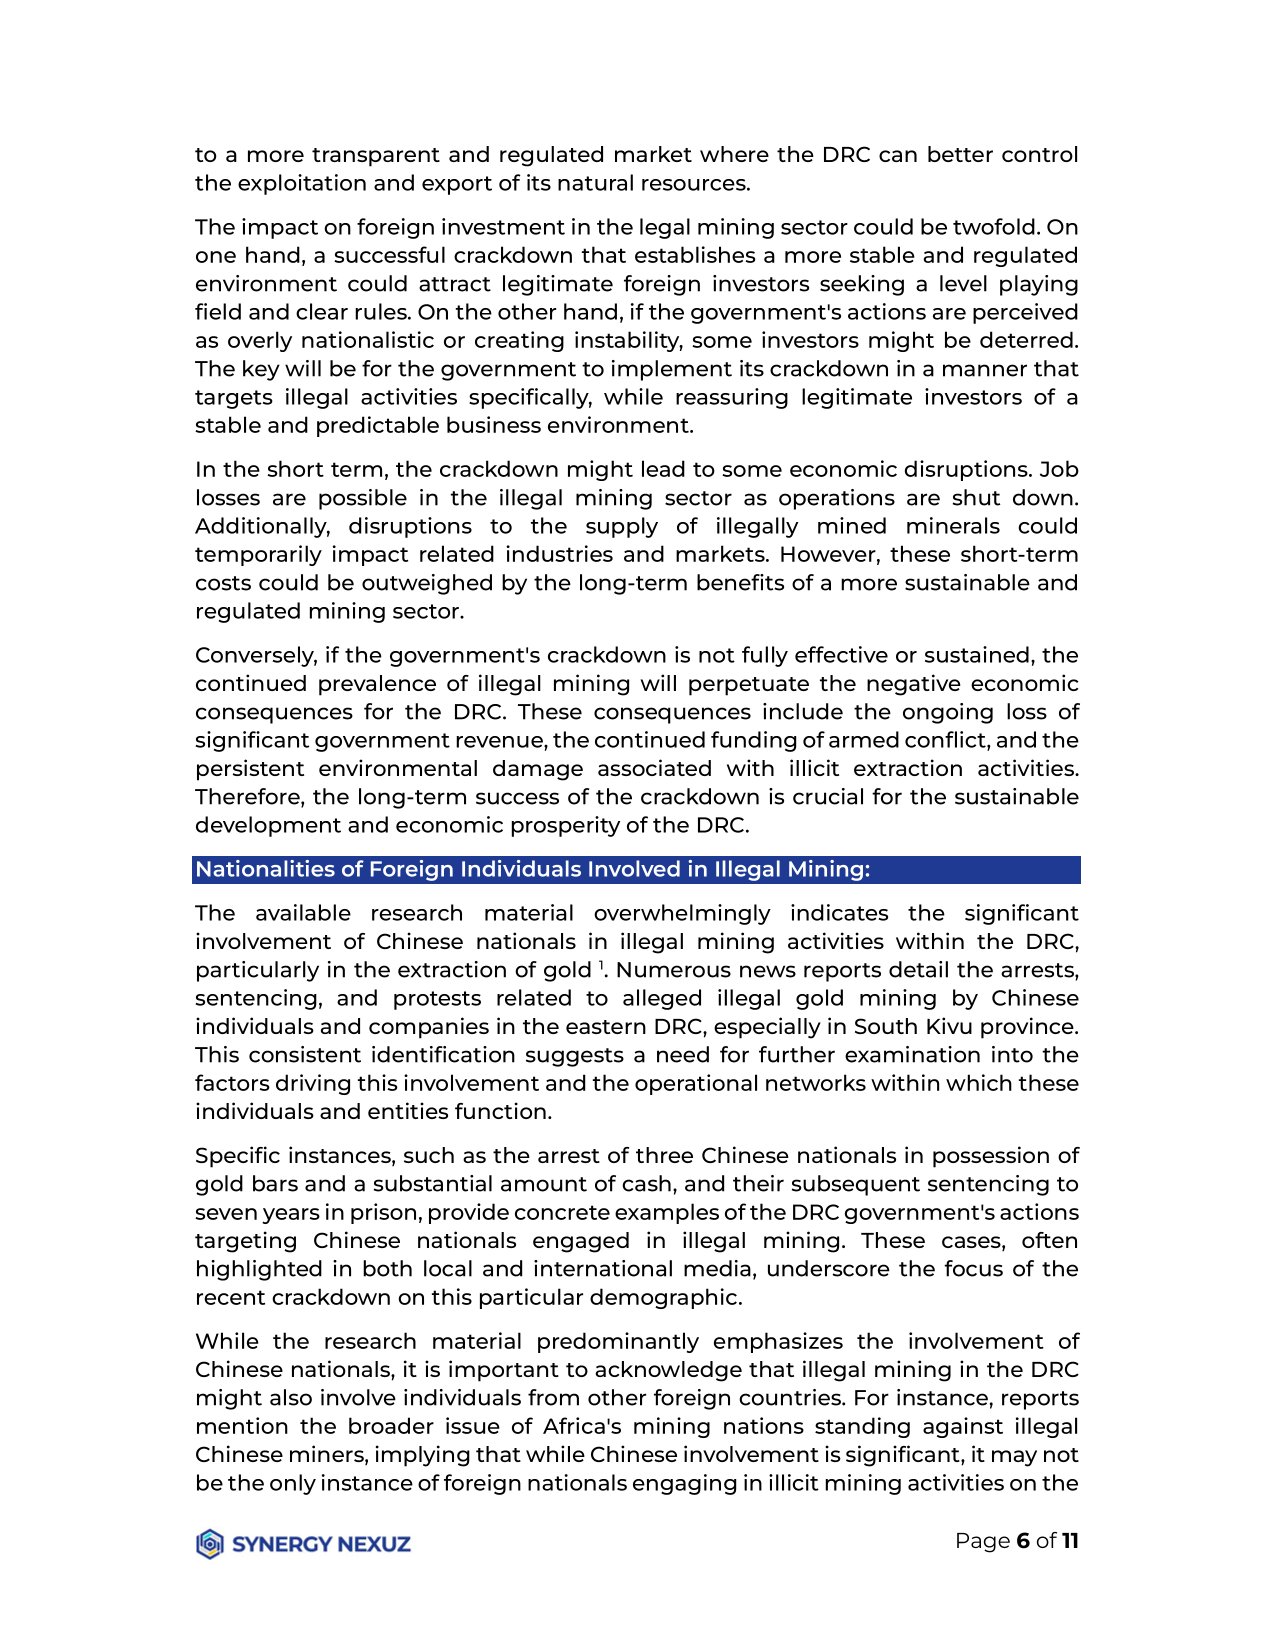 to a more transparent and regulated market where the DRC can better control
the exploitation and export of its natural resources.
The impact on foreign investment in the legal mining sector could be twofold. On
one hand, a successful crackdown that establishes a more stable and regulated
environment could attract legitimate foreign investors seeking a level playing
field and clear rules. On the other hand, if the government's actions are perceived
as overly nationalistic or creating instability, some investors might be deterred.
The key will be for the government to implement its crackdown in a manner that
targets illegal activities specifically, while reassuring legitimate investors of a
stable and predictable business environment.
In the short term, the crackdown might lead to some economic disruptions. Job
losses are possible in the illegal mining sector as operations are shut down.
Additionally, disruptions to the supply of illegally mined minerals could
temporarily impact related industries and markets. However, these short-term
costs could be outweighed by the long-term benefits of a more sustainable and
regulated mining sector.
Conversely, if the government's crackdown is not fully effective or sustained, the
continued prevalence of illegal mining will perpetuate the negative economic
consequences for the DRC. These consequences include the ongoing loss of
significant government revenue, the continued funding of armed conflict, and the
persistent environmental damage associated with illicit extraction activities.
Therefore, the long-term success of the crackdown is crucial for the sustainable
development and economic prosperity of the DRC.
Nationalities of Foreign Individuals Involved in Illegal Mining:
The available research material overwhelmingly indicates the significant
involvement of Chinese nationals in illegal mining activities within the DRC,
particularly in the extraction of gold ¹. Numerous news reports detail the arrests,
sentencing, and protests related to alleged illegal gold mining by Chinese
individuals and companies in the eastern DRC, especially in South Kivu province.
This consistent identification suggests a need for further examination into the
factors driving this involvement and the operational networks within which these
individuals and entities function.
Specific instances, such as the arrest of three Chinese nationals in possession of
gold bars and a substantial amount of cash, and their subsequent sentencing to
seven years in prison, provide concrete examples of the DRC government's actions
targeting Chinese nationals engaged in illegal mining. These cases, often
highlighted in both local and international media, underscore the focus of the
recent crackdown on this particular demographic.
While the research material predominantly emphasizes the involvement of
Chinese nationals, it is important to acknowledge that illegal mining in the DRC
might also involve individuals from other foreign countries. For instance, reports
mention the broader issue of Africa's mining nations standing against illegal
Chinese miners, implying that while Chinese involvement is significant, it may not
be the only instance of foreign nationals engaging in illicit mining activities on the
SYNERGY NEXUZ
Page 6 of 11